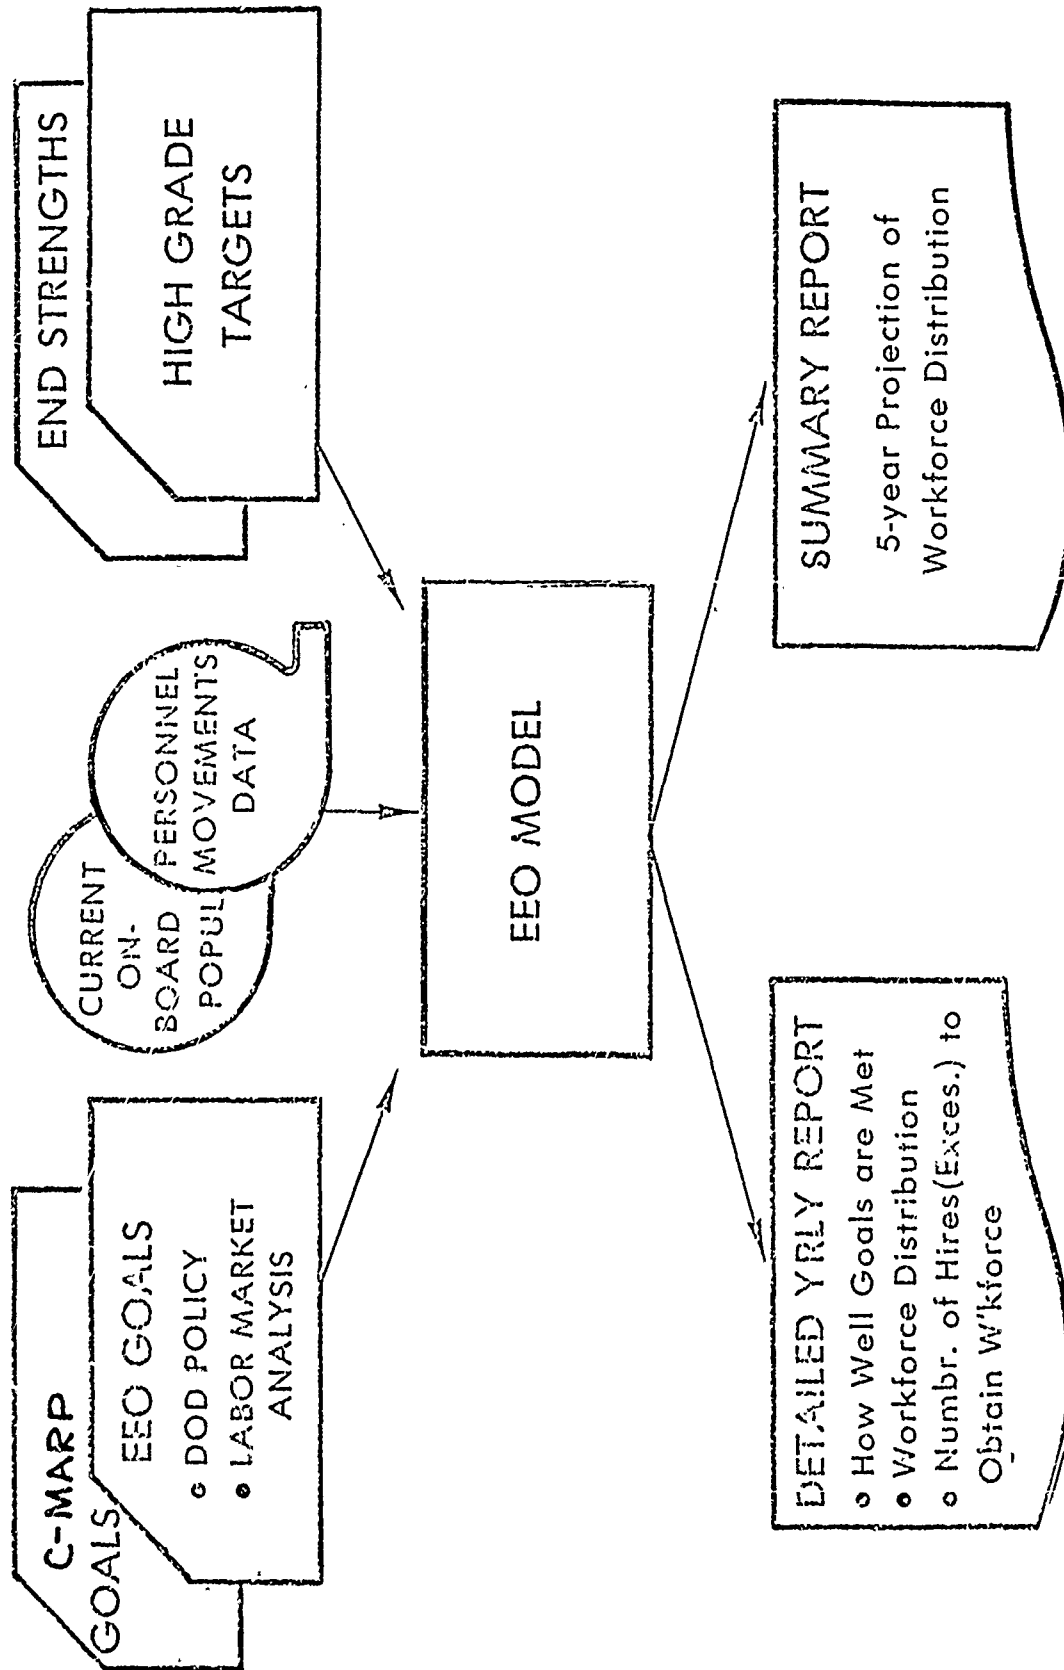 C-MARP
GOALS
EEO GOALS
DOD POLICY
LABOR MARKET
ANALYSIS
CURRENT
ON-
BOARD
POPUL
PERSONNEL
MOVEMENTS
DATA
END STRENGTHS
HIGH GRADE
TARGETS
EEO MODEL
DETAILED YRLY REPORT
How Well Goals are Met
Workforce Distribution
Numbr. of Hires(Exces.) to
Obtain W'kforce
SUMMARY REPORT
5-year Projection of
Workforce Distribution